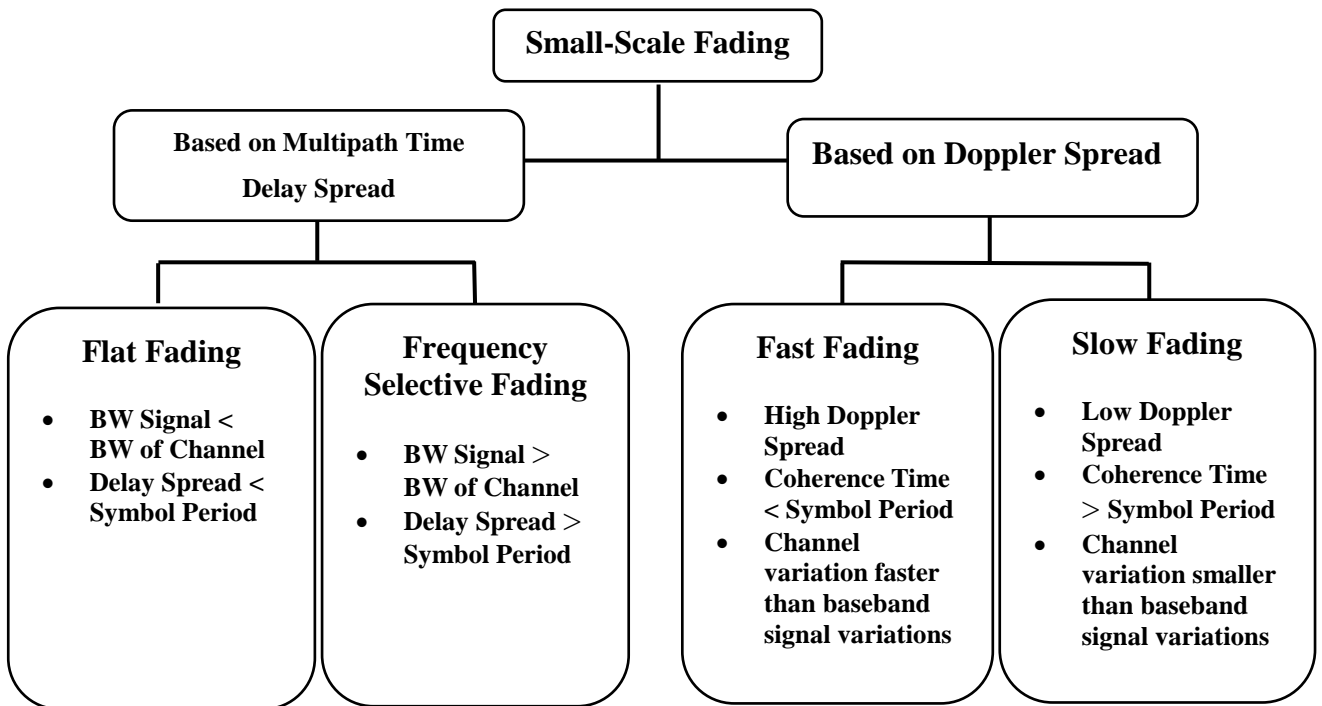 Small-Scale Fading
Based on Multipath Time
Delay Spread
Based on Doppler Spread
Flat Fading
• BW Signal <
BW of Channel
• Delay Spread <
Symbol Period
Frequency
Selective Fading
• BW Signal >
BW of Channel
• Delay Spread >
Symbol Period
Fast Fading
• High Doppler
Spread
• Coherence Time
< Symbol Period
• Channel
variation faster
than baseband
signal variations
Slow Fading
• Low Doppler
Spread
• Coherence Time
> Symbol Period
• Channel
variation smaller
than baseband
signal variations